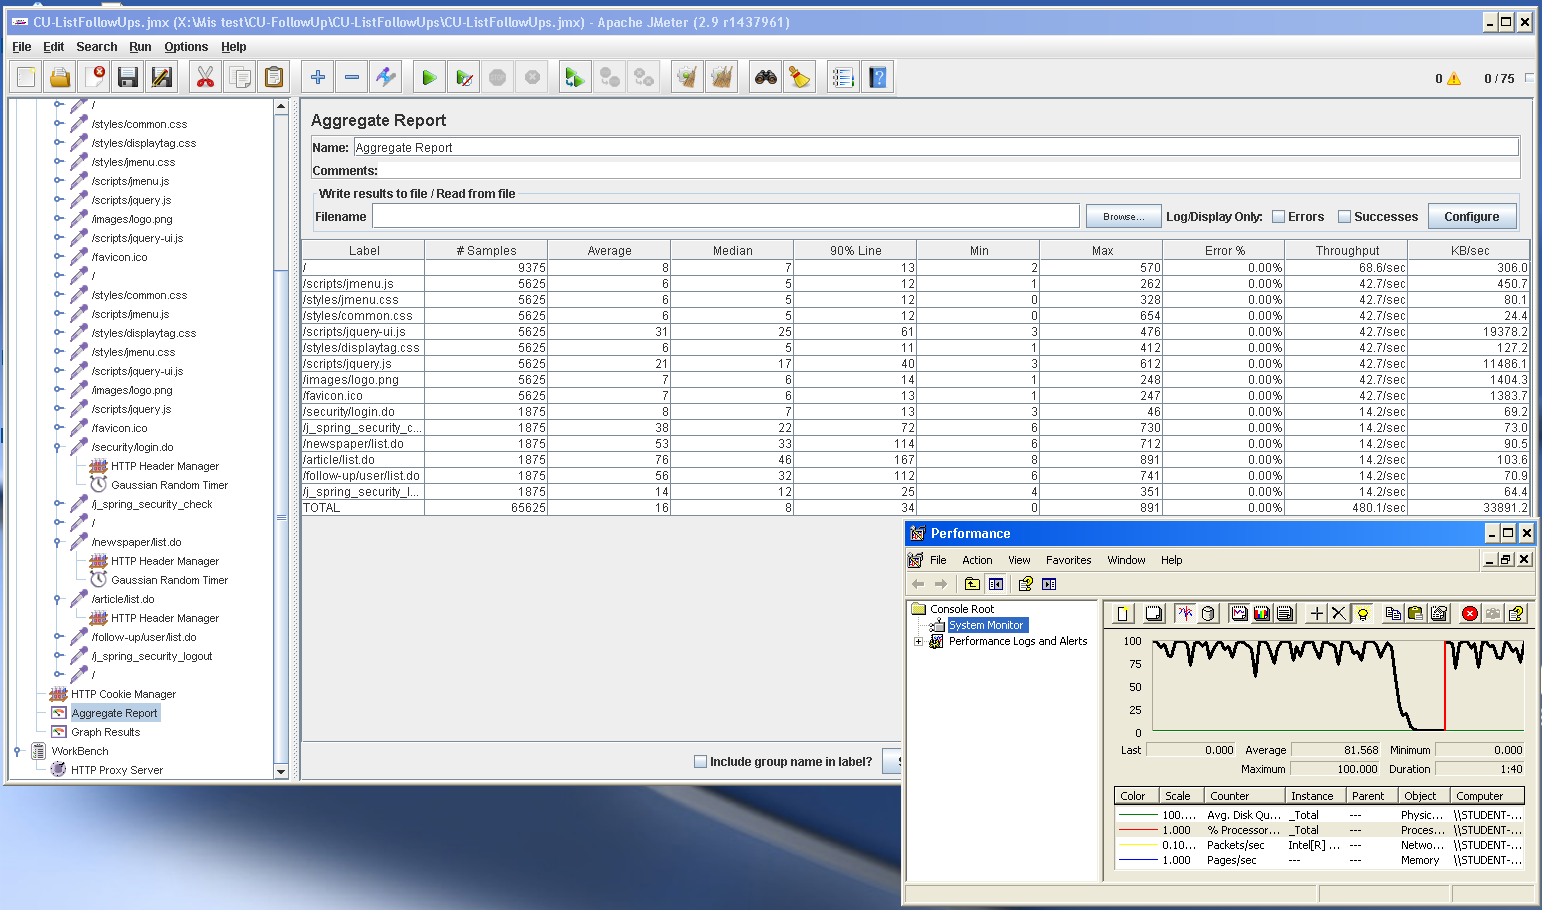 CU-ListFollowUps.jmx (X:\Mis test\CU-FollowUp\CU-ListFollowUps\CU-ListFollowUps.jmx) - Apache JMeter (2.9 r1437961)
File Edit Search Run Options Help
0 0 / 75
/
/styles/common.css
/styles/displaytag.css
/styles/jmenu.css
/scripts/jmenu.js
/scripts/jquery.js
/images/logo.png
/scripts/jquery-ui.js
/favicon.ico
/
/styles/common.css
/scripts/jmenu.js
/styles/displaytag.css
/styles/jmenu.css
/scripts/jquery-ui.js
/images/logo.png
/scripts/jquery.js
/favicon.ico
/security/login.do
HTTP Header Manager
Gaussian Random Timer
/j_spring_security_check
/
/newspaper/list.do
HTTP Header Manager
Gaussian Random Timer
/article/list.do
HTTP Header Manager
/follow-up/user/list.do
/j_spring_security_logout
/
HTTP Cookie Manager
Aggregate Report
Graph Results
WorkBench
HTTP Proxy Server
Aggregate Report
Name: Aggregate Report
Comments:
Write results to file / Read from file
Filename Browse... Log/Display Only: Errors Successes Configure
Label # Samples Average Median 90% Line Min Max Error % Throughput KB/sec
/ 9375 8 7 13 2 570 0.00% 68.6/sec 306.0
/scripts/jmenu.js 5625 6 5 12 1 262 0.00% 42.7/sec 450.7
/styles/jmenu.css 5625 6 5 12 0 328 0.00% 42.7/sec 80.1
/styles/common.css 5625 6 5 12 0 654 0.00% 42.7/sec 24.4
/scripts/jquery-ui.js 5625 31 25 61 3 476 0.00% 42.7/sec 19378.2
/styles/displaytag.css 5625 6 5 11 1 412 0.00% 42.7/sec 127.2
/scripts/jquery.js 5625 21 17 40 3 612 0.00% 42.7/sec 11486.1
/images/logo.png 5625 7 6 14 1 248 0.00% 42.7/sec 1404.3
/favicon.ico 5625 7 6 13 1 247 0.00% 42.7/sec 1383.7
/security/login.do 1875 8 7 13 3 46 0.00% 14.2/sec 69.2
/j_spring_security_c... 1875 38 22 72 6 730 0.00% 14.2/sec 73.0
/newspaper/list.do 1875 53 33 114 6 712 0.00% 14.2/sec 90.5
/article/list.do 1875 76 46 167 8 891 0.00% 14.2/sec 103.6
/follow-up/user/list.do 1875 56 32 112 6 741 0.00% 14.2/sec 70.9
/j_spring_security_l... 1875 14 12 25 4 351 0.00% 14.2/sec 64.4
TOTAL 65625 16 8 34 0 891 0.00% 480.1/sec 33891.2
Include group name in label?
Performance
File Action View Favorites Window Help
Console Root
System Monitor
Performance Logs and Alerts
100
75
50
25
0
Last 0.000 Average 81.568 Minimum 0.000
Maximum 100.000 Duration 1:40
Color Scale Counter Instance Parent Object Computer
100.... Avg. Disk Qu... _Total --- Physic... \\STUDENT-...
1.000 % Processor... _Total --- Proces... \\STUDENT-...
0.10... Packets/sec Intel[R] ... --- Netwo... \\STUDENT-...
1.000 Pages/sec --- --- Memory \\STUDENT-...